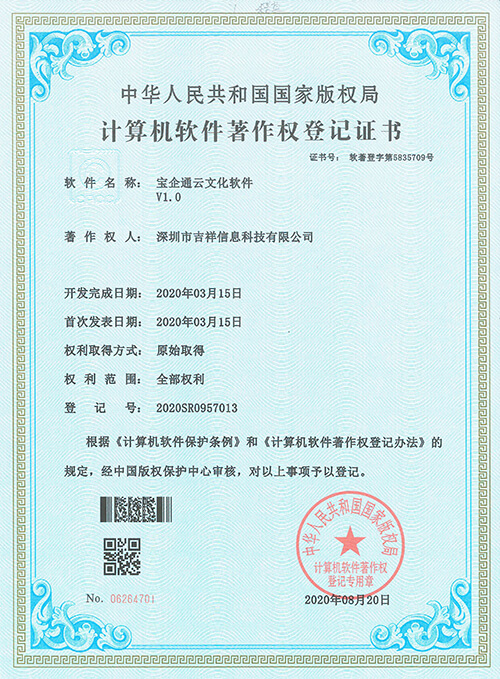 中华人民共和国国家版权局
计算机软件著作权登记证书
证书号: 软著登字第5835709号
软件名称: 宝企通云文化软件
V1.0
著作权人: 深圳市吉祥信息科技有限公司
开发完成日期: 2020年03月15日
首次发表日期: 2020年03月15日
权利取得方式: 原始取得
权利范围: 全部权利
登记号: 2020SR0957013
根据《计算机软件保护条例》和《计算机软件著作权登记办法》的
规定，经中国版权保护中心审核，对以上事项予以登记。
中华人民共和国国家版权局
计算机软件著作权
登记专用章
No. 06264701
2020年08月20日